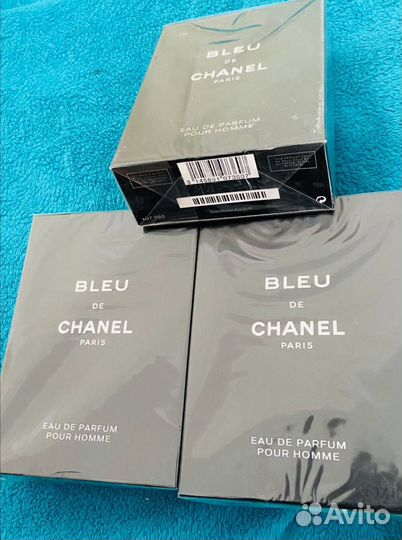 BLEU
DE
CHANEL
PARIS
EAU DE PARFUM
POUR HOMME
107.360
BLEU
DE
CHANEL
PARIS
EAU DE PARFUM
POUR HOMME
BLEU
DE
CHANEL
PARIS
EAU DE PARFUM
POUR HOMME
Avito